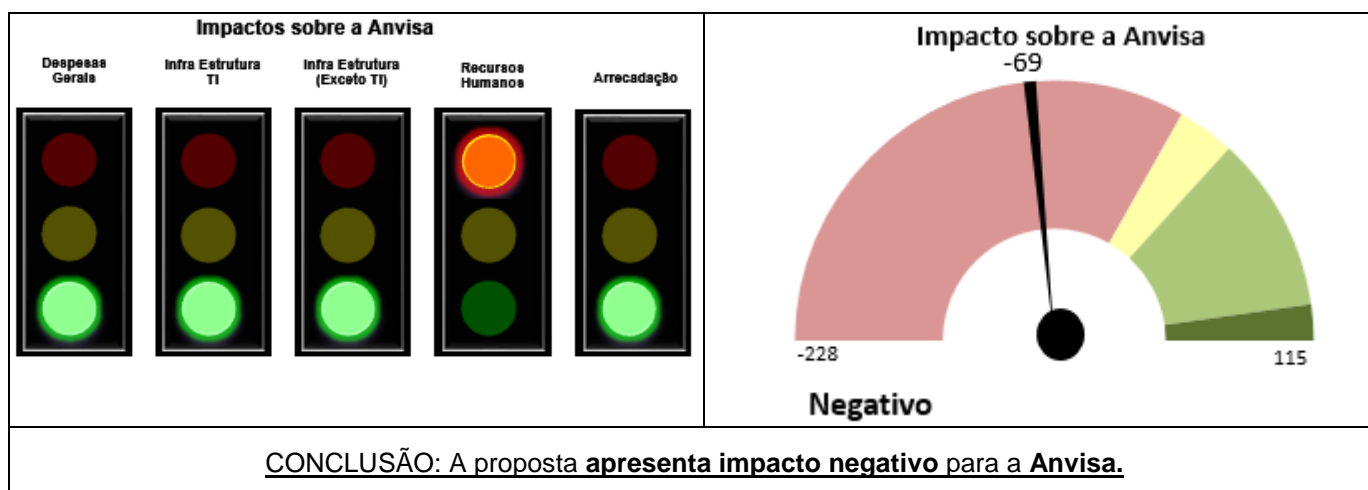 Impactos sobre a Anvisa
Despesas
Gerais
Infra Estrutura
TI
Infra Estrutura
(Exceto TI)
Recursos
Humanos
Arrecadação
Impacto sobre a Anvisa
-69
-228
115
Negativo
CONCLUSÃO: A proposta apresenta impacto negativo para a Anvisa.